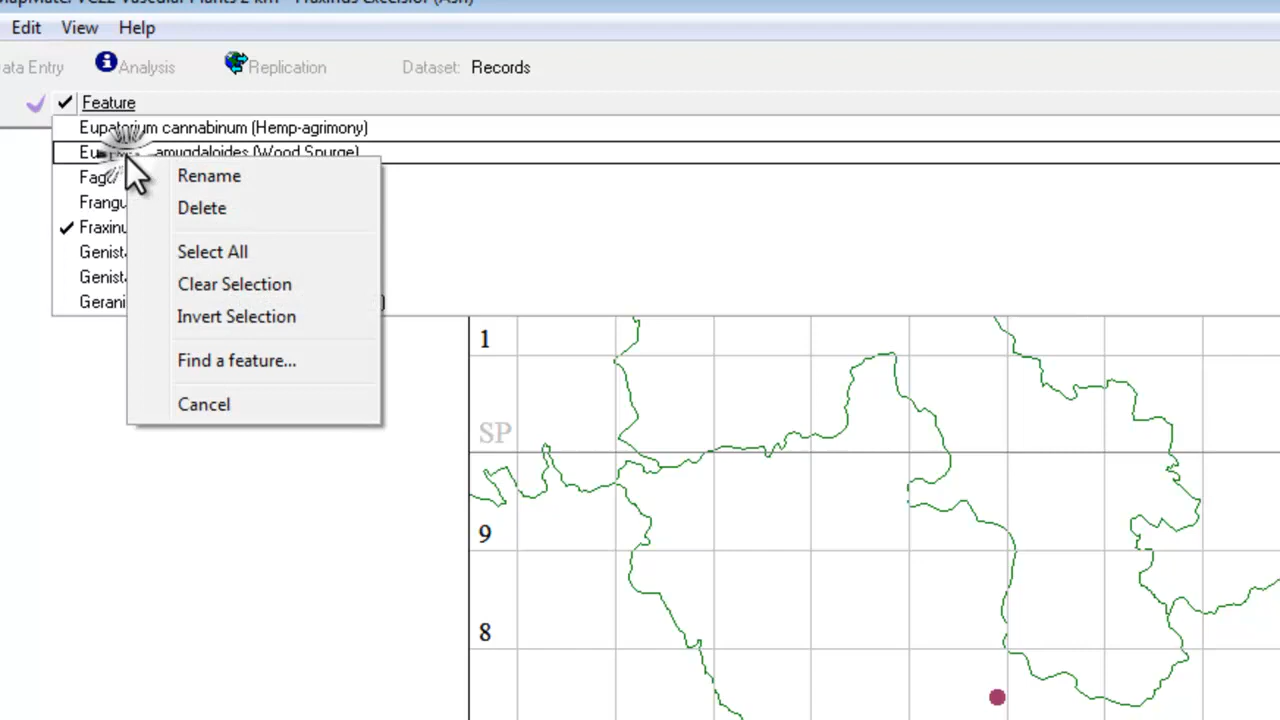 Edit View Help
ata Entry Analysis Replication Dataset: Records
Feature
Eupatorium cannabinum (Hemp-agrimony)
amygdaloides (Wood Spurge)
Rename
Delete
Select All
Clear Selection
Invert Selection
Find a feature...
Cancel
Fag
Frangu
Fraxinu
Genist
Genist
Gerani
1
SP
9
8